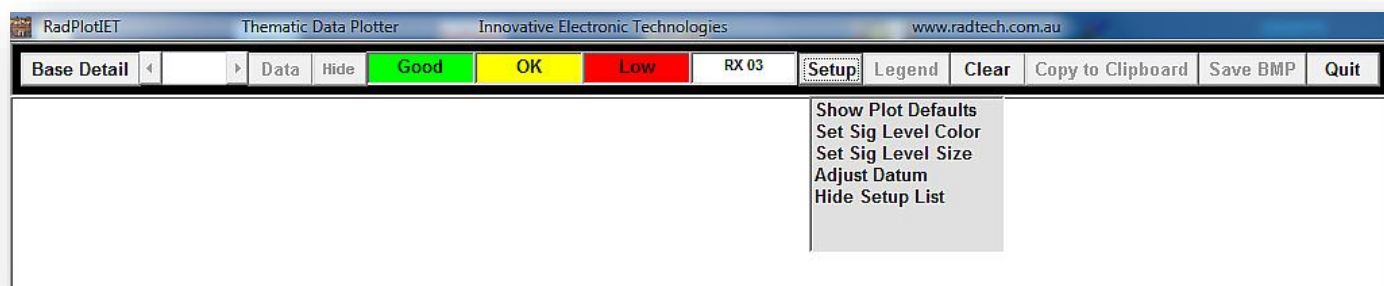 RadPlotIET Thematic Data Plotter Innovative Electronic Technologies www.radtech.com.au
Base Detail Data Hide Good OK Low RX 03 Setup Legend Clear Copy to Clipboard Save BMP Quit
Show Plot Defaults
Set Sig Level Color
Set Sig Level Size
Adjust Datum
Hide Setup List